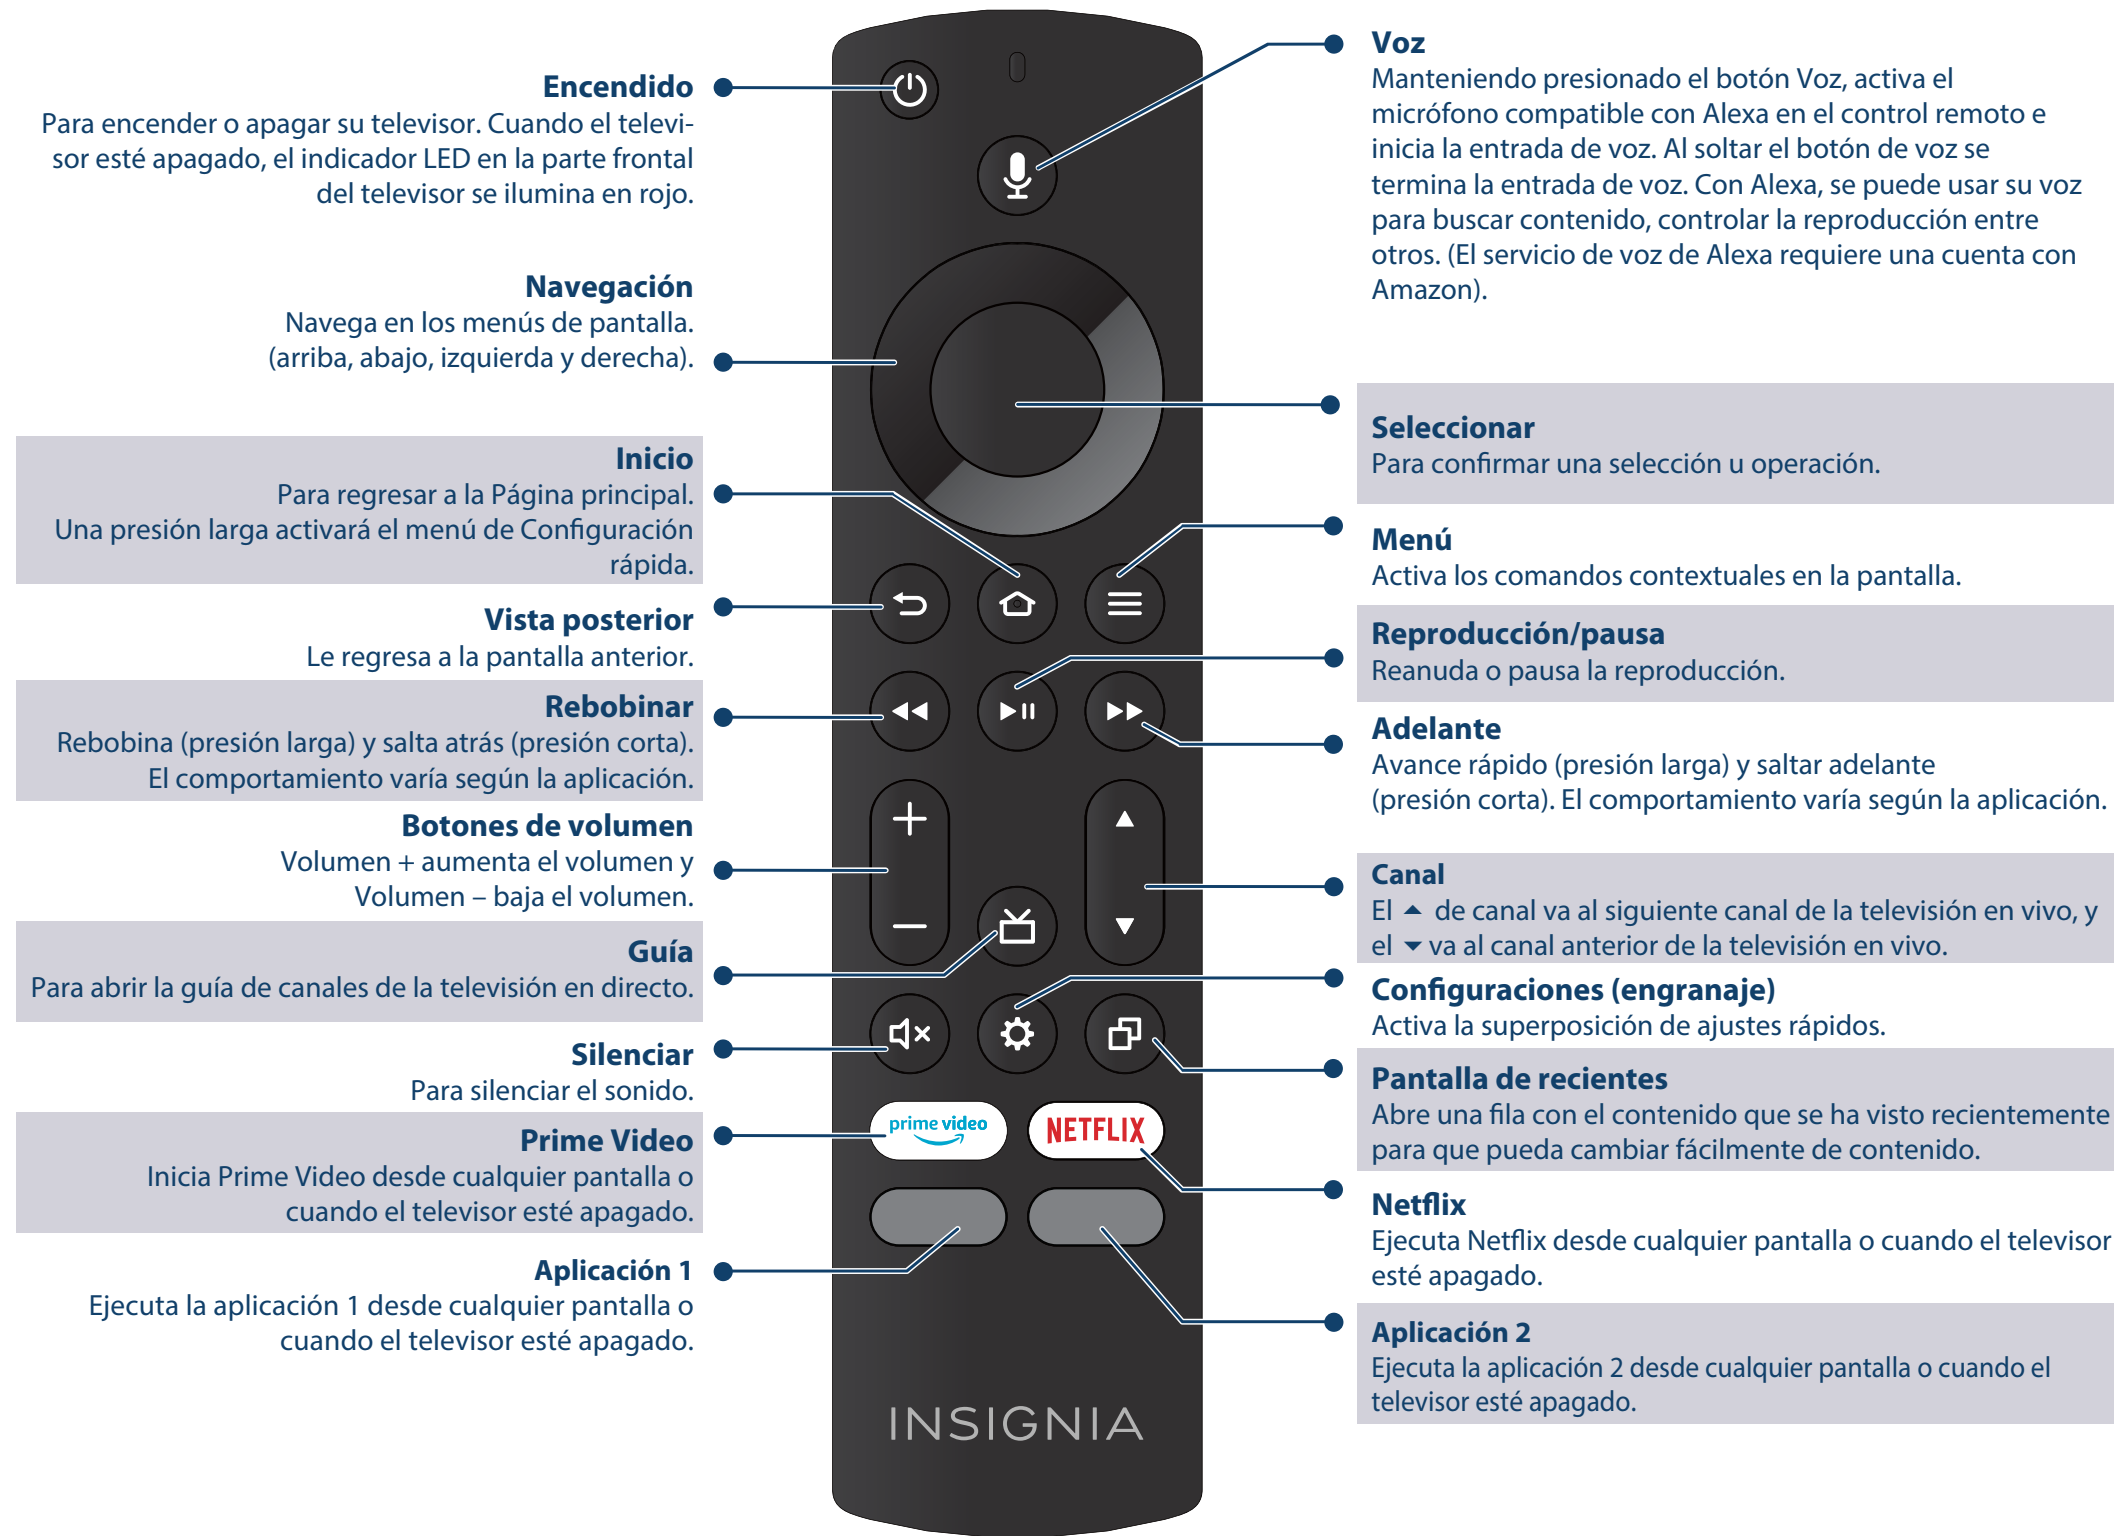 Encendido
Para encender o apagar su televisor. Cuando el televi-
sor esté apagado, el indicador LED en la parte frontal
del televisor se ilumina en rojo.
Navegación
Navega en los menús de pantalla.
(arriba, abajo, izquierda y derecha).
Inicio
Para regresar a la Página principal.
Una presión larga activará el menú de Configuración
rápida.
Vista posterior
Le regresa a la pantalla anterior.
Rebobinar
Rebobina (presión larga) y salta atrás (presión corta).
El comportamiento varía según la aplicación.
Botones de volumen
Volumen + aumenta el volumen y
Volumen – baja el volumen.
Guía
Para abrir la guía de canales de la televisión en directo.
Silenciar
Para silenciar el sonido.
Prime Video
Inicia Prime Video desde cualquier pantalla o
cuando el televisor esté apagado.
Aplicación 1
Ejecuta la aplicación 1 desde cualquier pantalla o
cuando el televisor esté apagado.
prime video
NETFLIX
INSIGNIA
Voz
Manteniendo presionado el botón Voz, activa el
micrófono compatible con Alexa en el control remoto e
inicia la entrada de voz. Al soltar el botón de voz se
termina la entrada de voz. Con Alexa, se puede usar su voz
para buscar contenido, controlar la reproducción entre
otros. (El servicio de voz de Alexa requiere una cuenta con
Amazon).
Seleccionar
Para confirmar una selección u operación.
Menú
Activa los comandos contextuales en la pantalla.
Reproducción/pausa
Reanuda o pausa la reproducción.
Adelante
Avance rápido (presión larga) y saltar adelante
(presión corta). El comportamiento varía según la aplicación.
Canal
El ▲ de canal va al siguiente canal de la televisión en vivo, y
el ▼ va al canal anterior de la televisión en vivo.
Configuraciones (engranaje)
Activa la superposición de ajustes rápidos.
Pantalla de recientes
Abre una fila con el contenido que se ha visto recientemente
para que pueda cambiar fácilmente de contenido.
Netflix
Ejecuta Netflix desde cualquier pantalla o cuando el televisor
esté apagado.
Aplicación 2
Ejecuta la aplicación 2 desde cualquier pantalla o cuando el
televisor esté apagado.